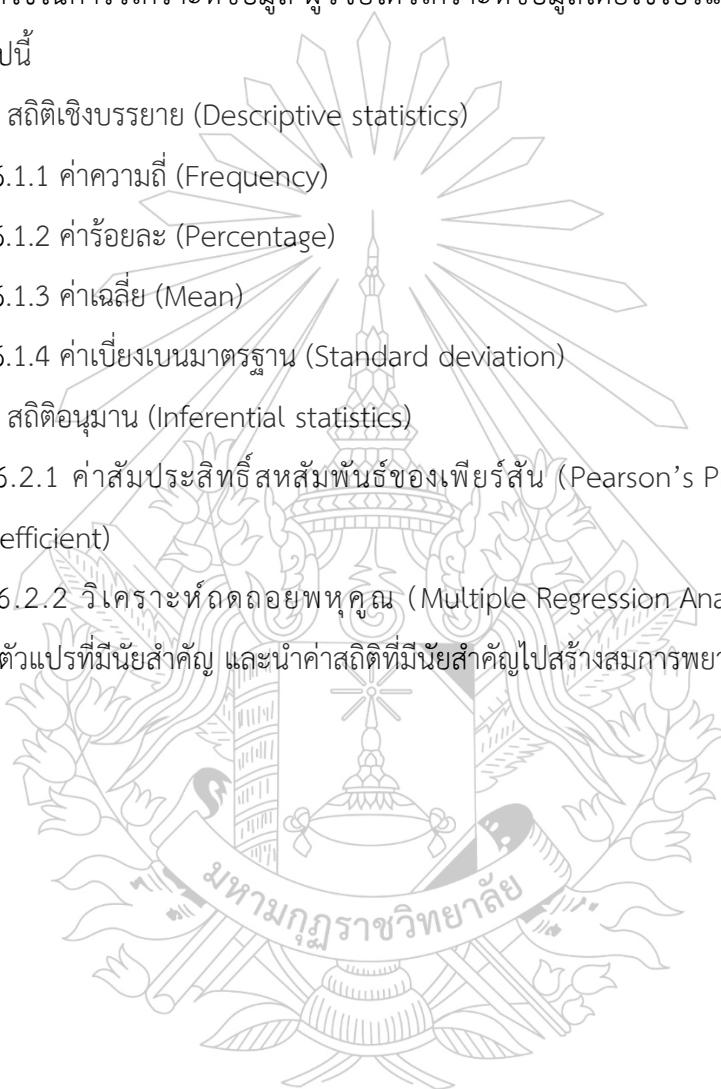 ปนี้
สถิติเชิงบรรยาย (Descriptive statistics)
6.1.1 ค่าความถี่ (Frequency)
6.1.2 ค่าร้อยละ (Percentage)
6.1.3 ค่าเฉลี่ย (Mean)
6.1.4 ค่าเบี่ยงเบนมาตรฐาน (Standard deviation)
สถิติอนุมาน (Inferential statistics)
6.2.1 ค่าสัมประสิทธิ์สหสัมพันธ์ของเพียร์สัน (Pearson’s P
efficient)
6.2.2 วิเคราะห์ถดถอยพหุคูณ (Multiple Regression Ana
ตัวแปรที่มีนัยสำคัญ และนำค่าสถิติที่มีนัยสำคัญไปสร้างสมการพยา
มหามกุฏราชวิทยาลัย